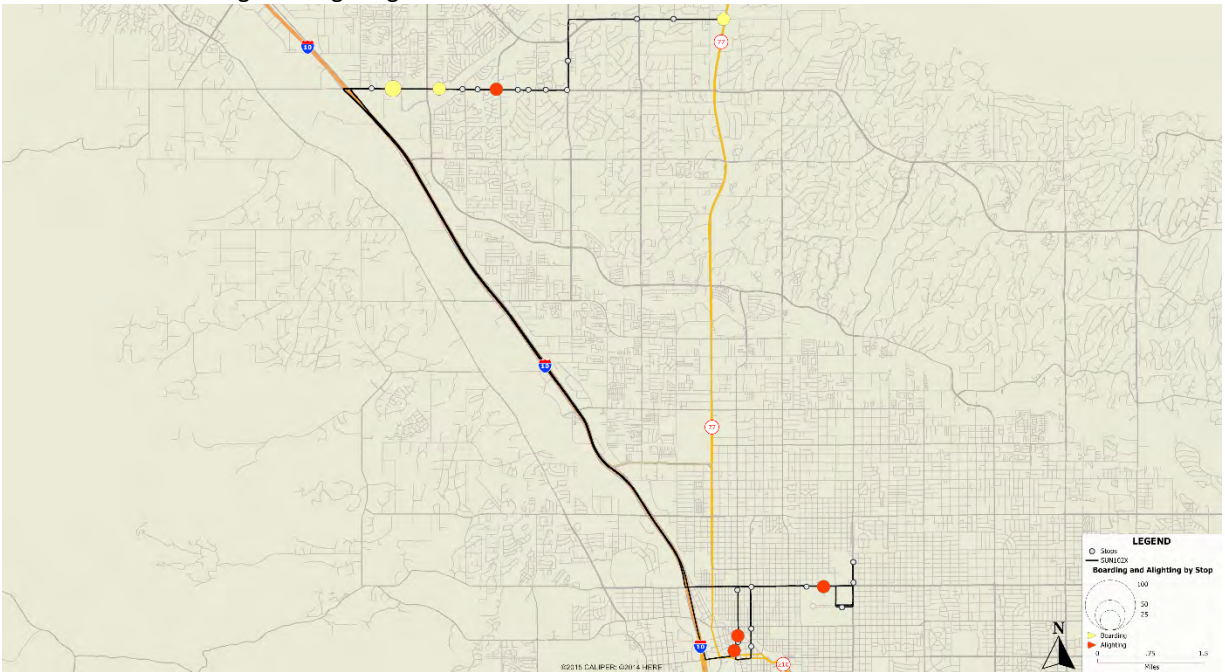 10
77
10
77
10
210
LEGEND
Stops
SUN102X
Boarding and Alighting by Stop
100
50
25
Boarding
Alighting
0 .75 1.5
Miles
N
©2015 CALIPER; ©2014 HERE